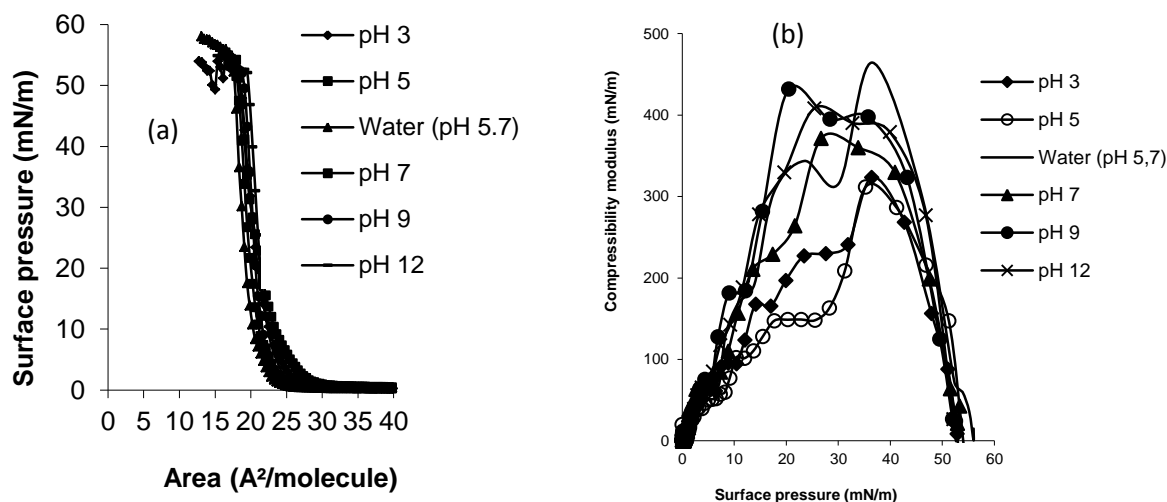 (a)
Surface pressure (mN/m)
60
50
40
30
20
10
0
0 5 10 15 20 25 30 35 40
Area (A²/molecule)
pH 3
pH 5
Water (pH 5.7)
pH 7
pH 9
pH 12
(b)
Compressibility modulus (mN/m)
500
400
300
200
100
0
0 10 20 30 40 50 60
Surface pressure (mN/m)
pH 3
pH 5
Water (pH 5,7)
pH 7
pH 9
pH 12